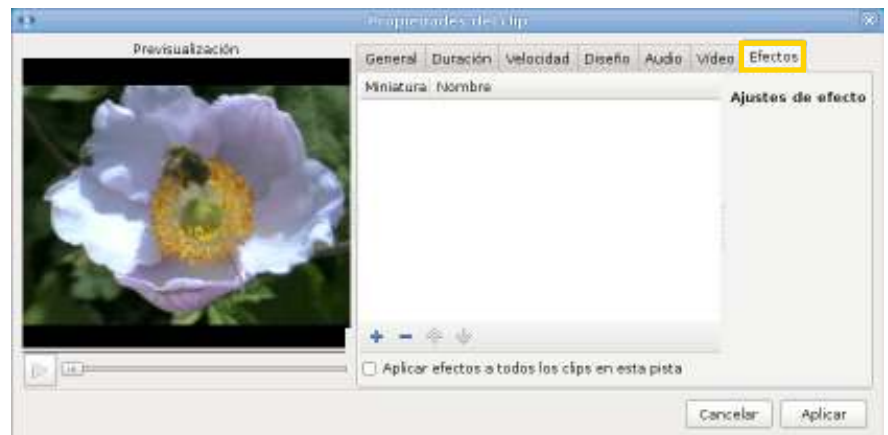 Propiedades del clip
Previsualización
General Duración Velocidad Diseño Audio Vídeo Efectos
Miniatura Nombre
Ajustes de efecto
Aplicar efectos a todos los clips en esta pista
Cancelar Aplicar